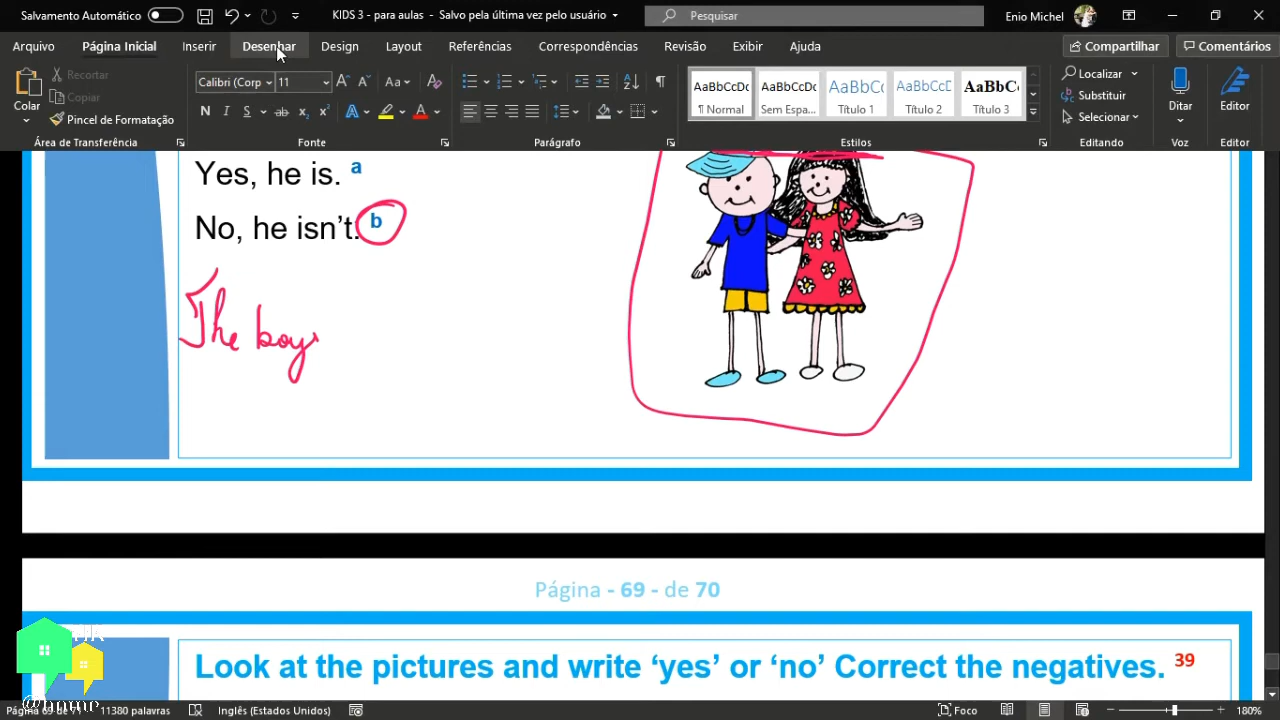 Salvamento Automático
KIDS 3 - para aulas - Salvo pela última vez pelo usuário
Pesquisar
Enio Michel
Arquivo Página Inicial Inserir Desenhar Design Layout Referências Correspondências Revisão Exibir Ajuda
Compartilhar
Comentários
Colar
Recortar
Copiar
Pincel de Formatação
Área de Transferência
Calibri (Corp 11
Fonte
Parágrafo
AaBbCcDc AaBbCcDc AaBbCc AaBbCcD AaBbC
¶ Normal Sem Espa... Título 1 Título 2 Título 3
Estilos
Localizar
Substituir
Selecionar
Editando
Ditar
Voz
Editor
Editor
Yes, he is. a
No, he isn't. b
The boy
Página - 69 - de 70
Look at the pictures and write ‘yes’ or ‘no’ Correct the negatives. 39
11380 palavras
Inglês (Estados Unidos)
Foco
180%